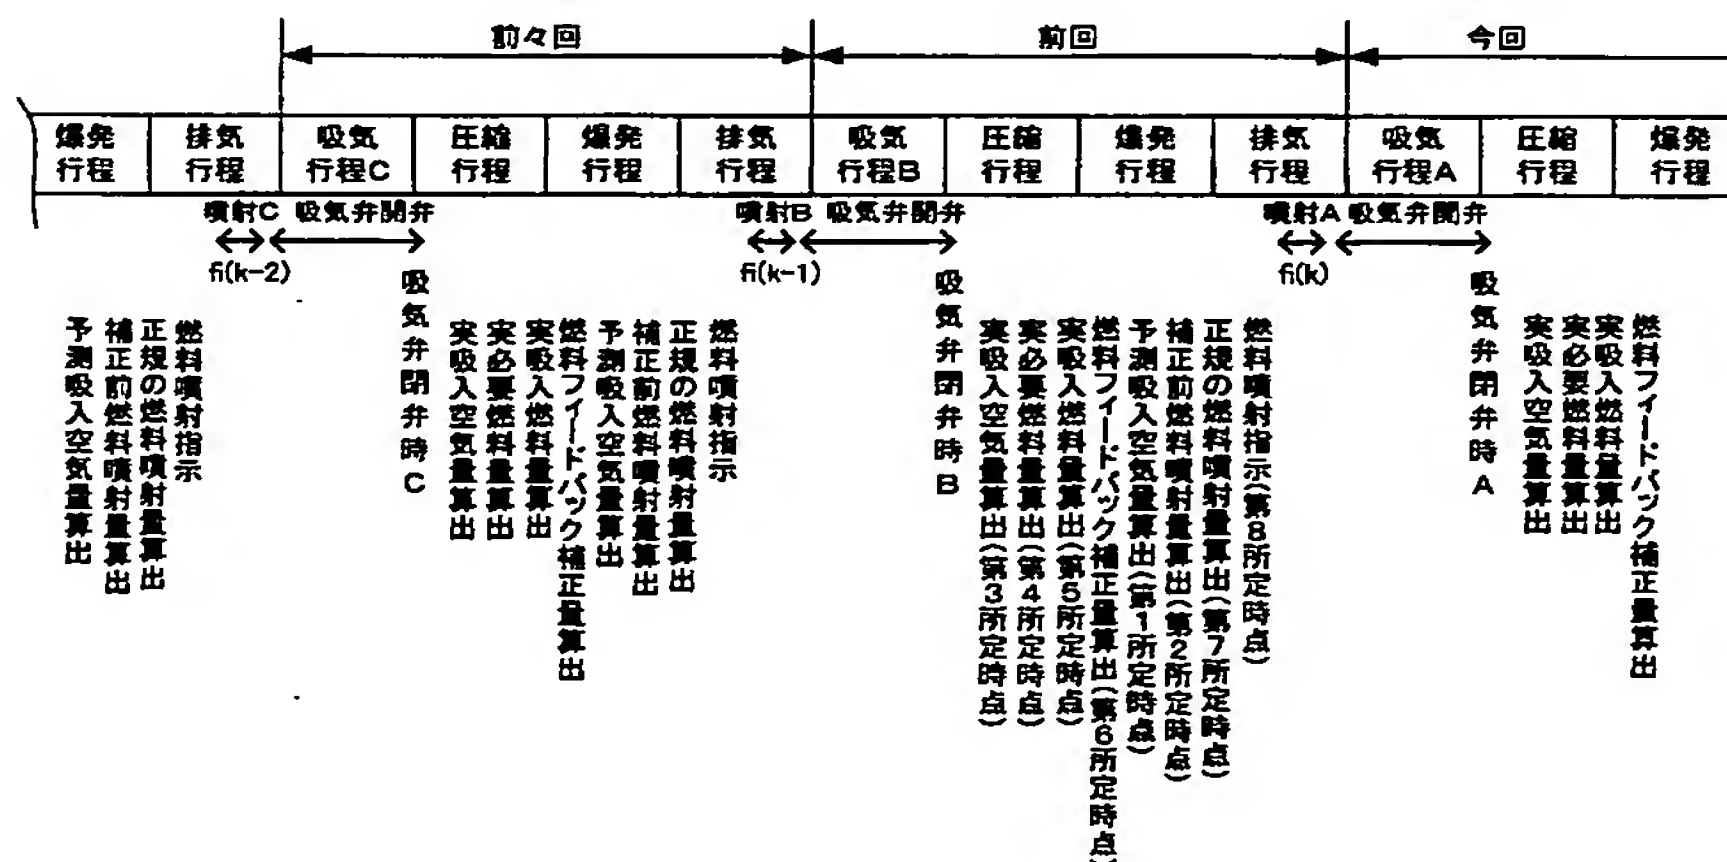 前々回
前回
今回
爆発行程
排気行程
吸気行程C
圧縮行程
爆発行程
排気行程
吸気行程B
圧縮行程
爆発行程
排気行程
吸気行程A
圧縮行程
爆発行程
噴射C
吸気弁開弁
噴射B
吸気弁開弁
噴射A
吸気弁開弁
fi(k-2)
fi(k-1)
fi(k)
予測吸入空気量算出
補正前燃料噴射量算出
正規の燃料噴射量算出
燃料噴射指示
吸気弁閉弁時C
実吸入空気量算出
実必要燃料量算出
実吸入燃料量算出
燃料フィードバック補正量算出
予測吸入空気量算出
補正前燃料噴射量算出
正規の燃料噴射量算出
燃料噴射指示
吸気弁閉弁時B
実吸入空気量算出(第3所定時点)
実必要燃料量算出(第4所定時点)
実吸入燃料量算出(第5所定時点)
燃料フィードバック補正量算出(第6所定時点)
予測吸入空気量算出(第1所定時点)
補正前燃料噴射量算出(第2所定時点)
正規の燃料噴射量算出(第7所定時点)
燃料噴射指示(第8所定時点)
吸気弁閉弁時A
実吸入空気量算出
実必要燃料量算出
実吸入燃料量算出
燃料フィードバック補正量算出